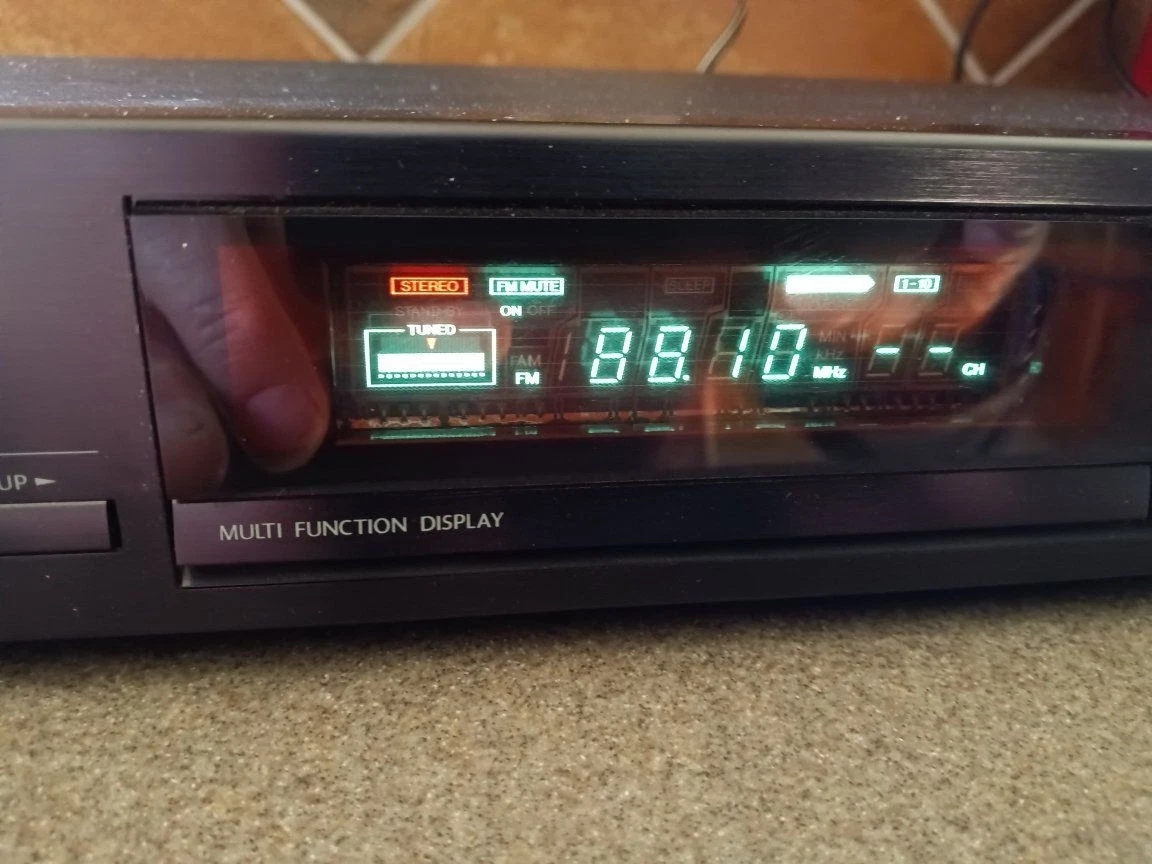 STEREO FM MUTE SLEEP 1-10
STAND-BY ON OFF
TUNED
88.10 MIN
KHz
AM
FM MHz -- CH
UP ►
MULTI FUNCTION DISPLAY